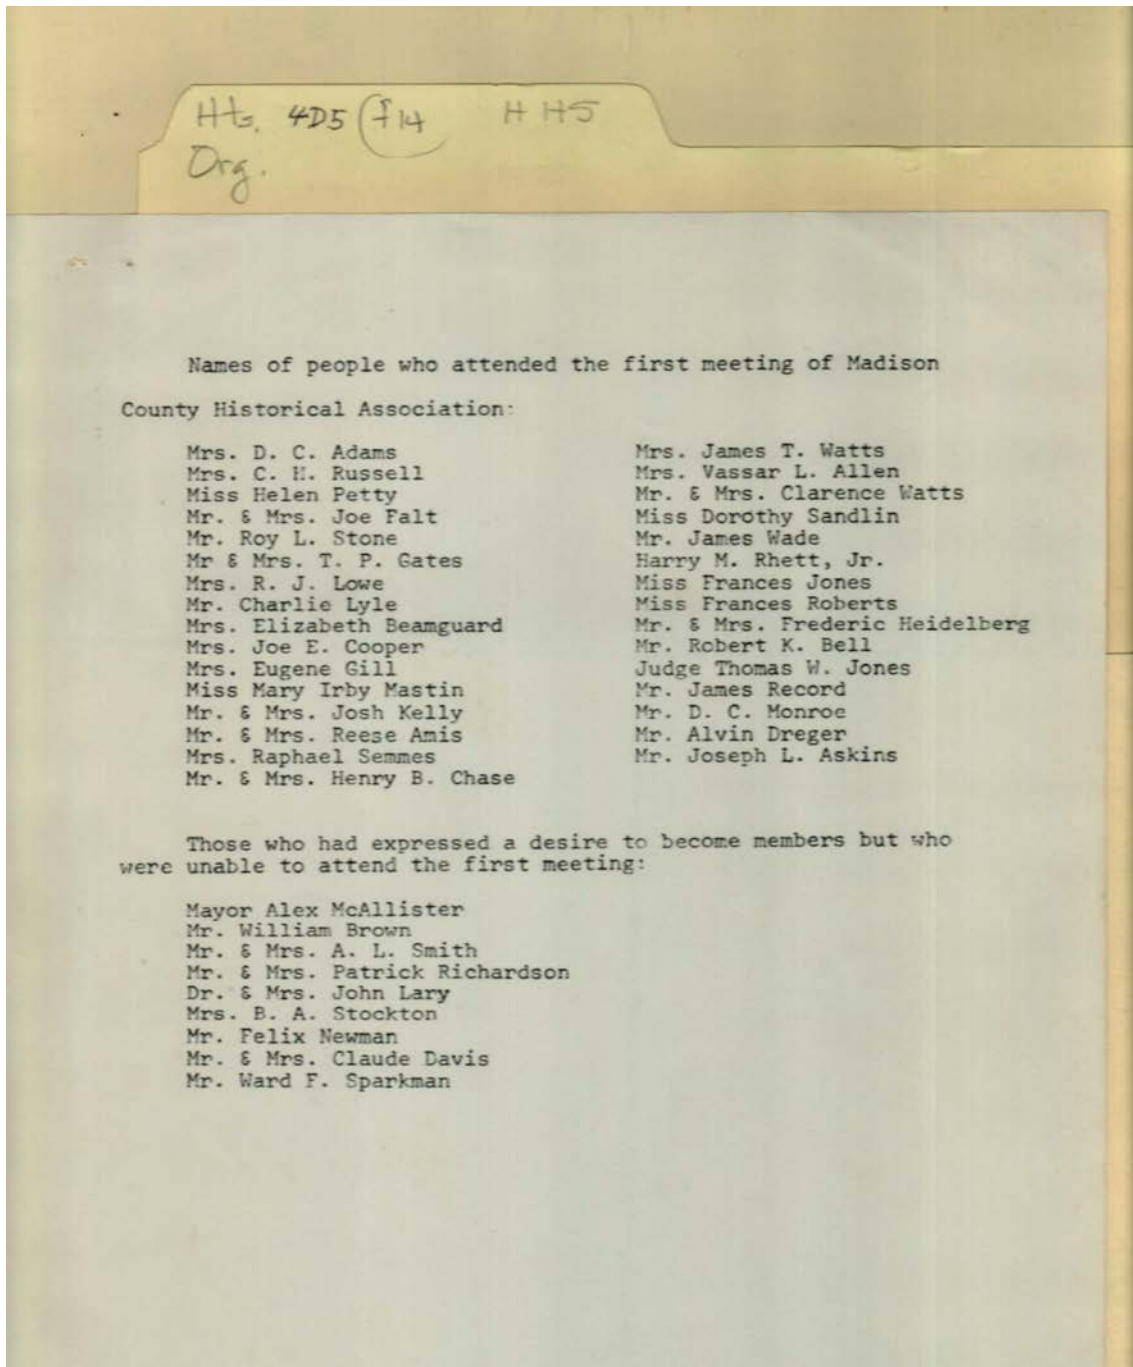 Hts. 4D5 (f14 H H5
Org.
Names of people who attended the first meeting of Madison
County Historical Association:
Mrs. D. C. Adams
Mrs. C. H. Russell
Miss Helen Petty
Mr. & Mrs. Joe Falt
Mr. Roy L. Stone
Mr & Mrs. T. P. Gates
Mrs. R. J. Lowe
Mr. Charlie Lyle
Mrs. Elizabeth Beamguard
Mrs. Joe E. Cooper
Mrs. Eugene Gill
Miss Mary Irby Mastin
Mr. & Mrs. Josh Kelly
Mr. & Mrs. Reese Amis
Mrs. Raphael Semmes
Mr. & Mrs. Henry B. Chase
Mrs. James T. Watts
Mrs. Vassar L. Allen
Mr. & Mrs. Clarence Watts
Miss Dorothy Sandlin
Mr. James Wade
Harry M. Rhett, Jr.
Miss Frances Jones
Miss Frances Roberts
Mr. & Mrs. Frederic Heidelberg
Mr. Robert K. Bell
Judge Thomas W. Jones
Mr. James Record
Mr. D. C. Monroe
Mr. Alvin Dreger
Mr. Joseph L. Askins
Those who had expressed a desire to become members but who
were unable to attend the first meeting:
Mayor Alex McAllister
Mr. William Brown
Mr. & Mrs. A. L. Smith
Mr. & Mrs. Patrick Richardson
Dr. & Mrs. John Lary
Mrs. B. A. Stockton
Mr. Felix Newman
Mr. & Mrs. Claude Davis
Mr. Ward F. Sparkman